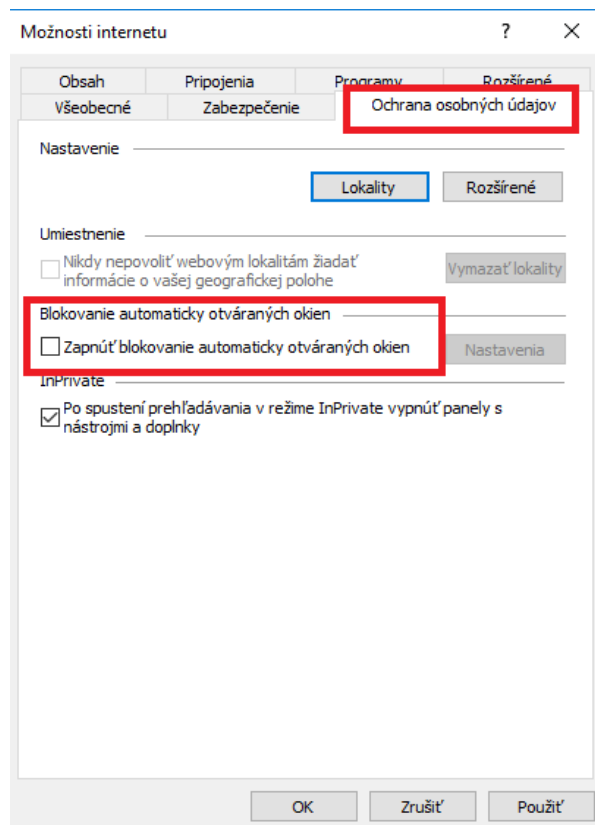 Možnosti internetu
Obsah Pripojenia Programy Rozšírené
Všeobecné Zabezpečenie Ochrana osobných údajov
Nastavenie
Lokality Rozšírené
Umiestnenie
Nikdy nepovoliť webovým lokalitám žiadať
informácie o vašej geografickej polohe
Vymazať lokality
Blokovanie automaticky otváraných okien
Zapnúť blokovanie automaticky otváraných okien Nastavenia
InPrivate
Po spustení prehľadávania v režime InPrivate vypnúť panely s
nástrojmi a doplnky
OK Zrušiť Použiť